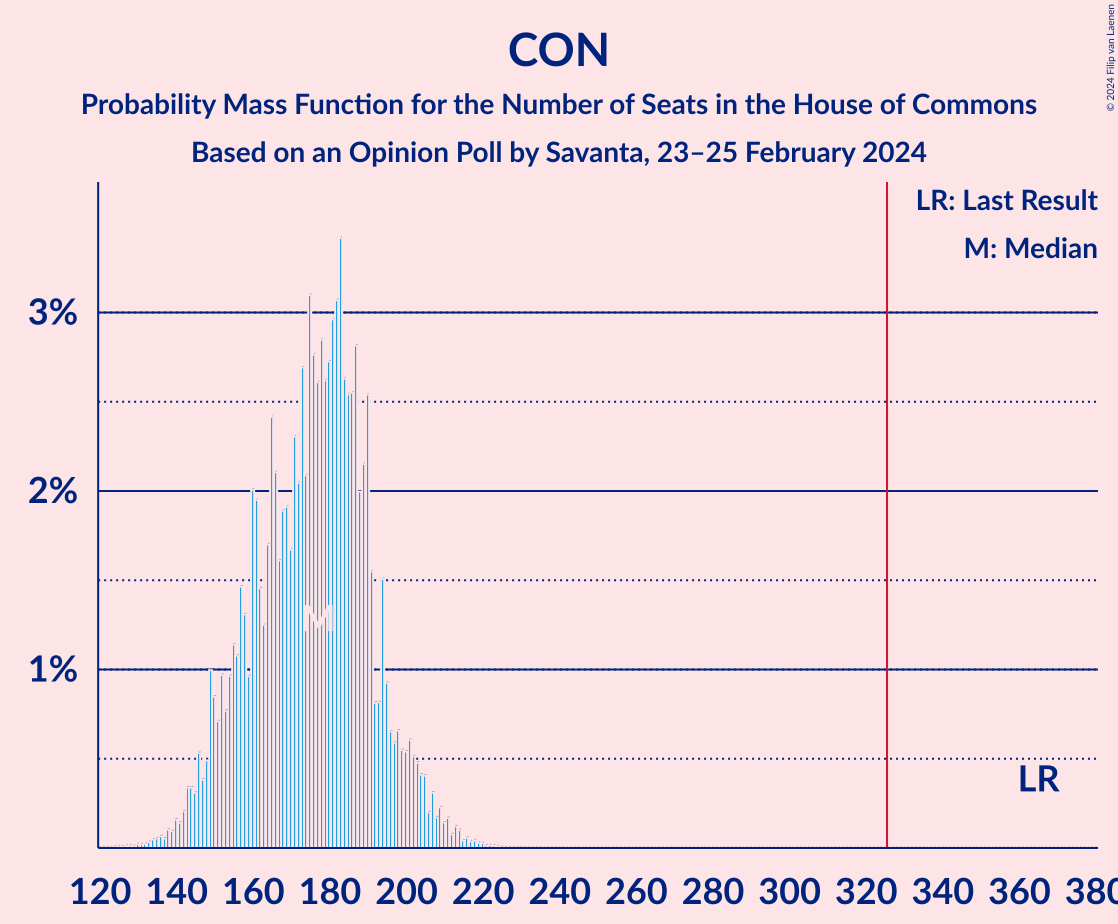 CON
Probability Mass Function for the Number of Seats in the House of Commons
Based on an Opinion Poll by Savanta, 23–25 February 2024
© 2024 Filip van Laenen
LR: Last Result
M: Median
3%
2%
1%
M
LR
120 140 160 180 200 220 240 260 280 300 320 340 360 380